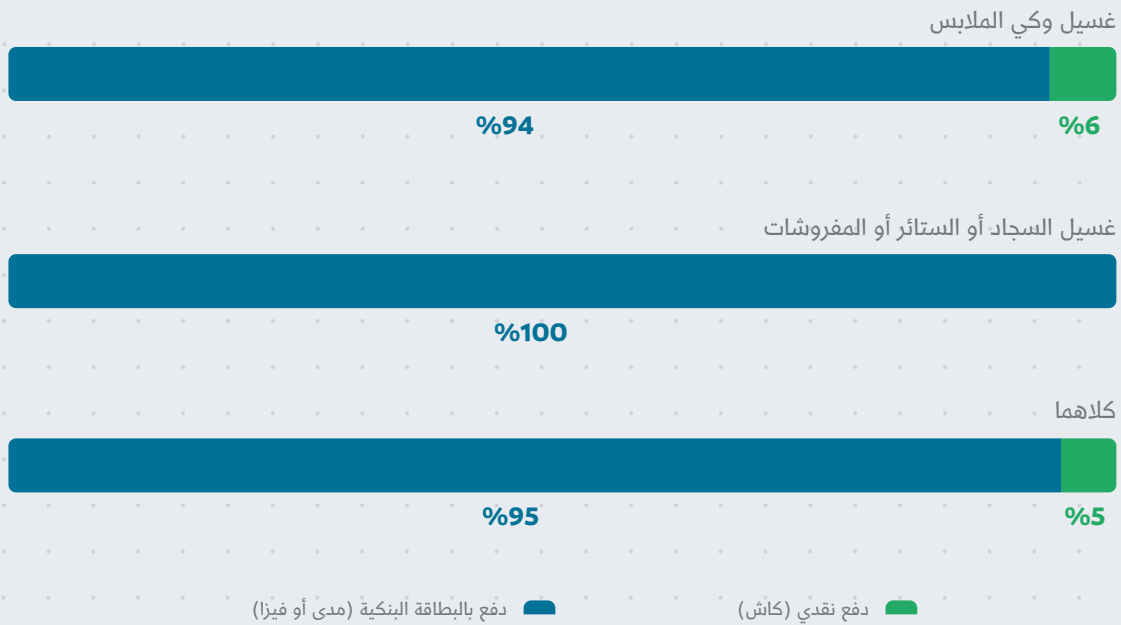 غسيل وكي الملابس
%6 %94
غسيل السجاد أو الستائر أو المفروشات
%100
كلاهما
%5 %95
دفع نقدي (كاش) دفع بالبطاقة البنكية (مدى أو فيزا)